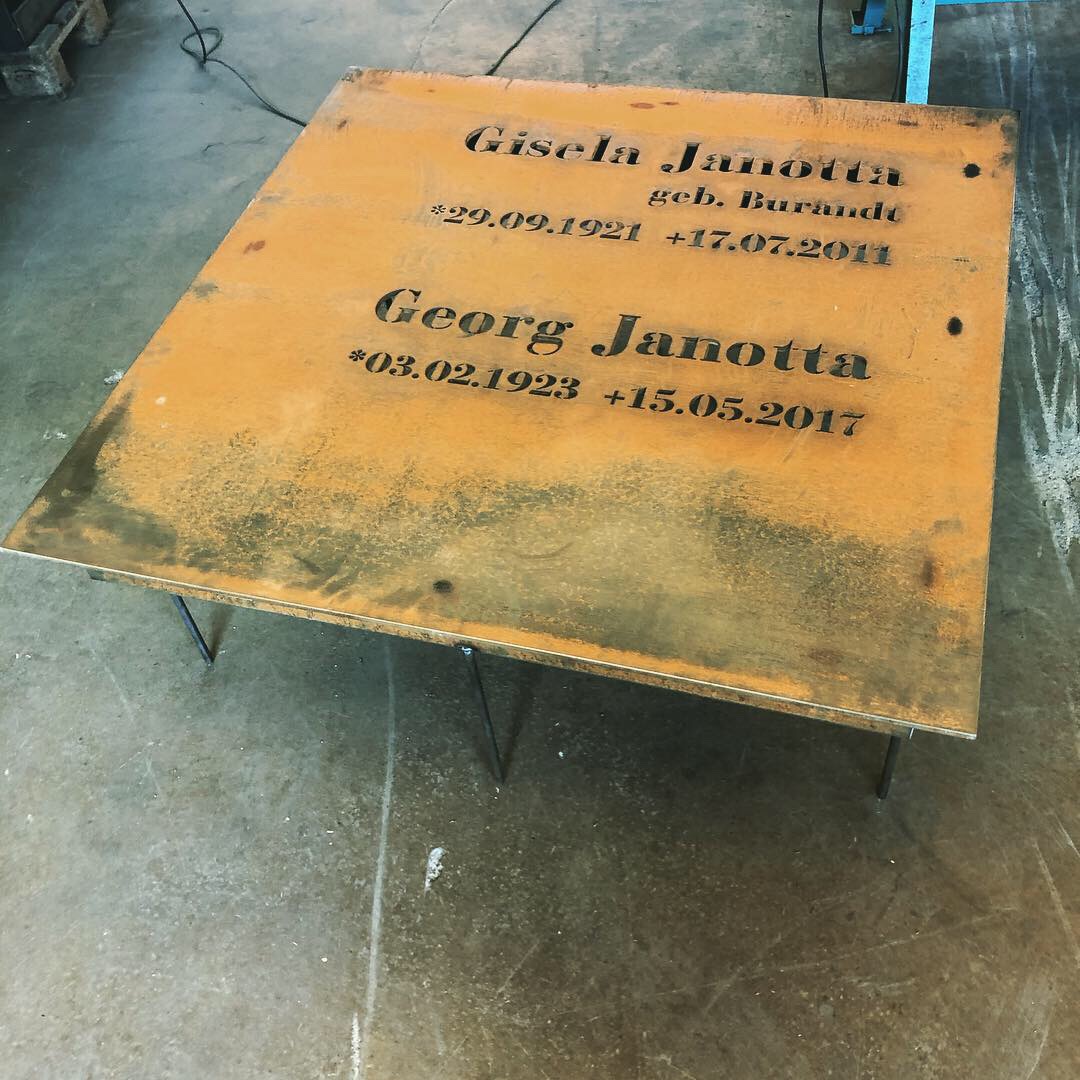 Gisela Janotta
geb. Burandt
*29.09.1921 +17.07.2011
Georg Janotta
*03.02.1923 +15.05.2017